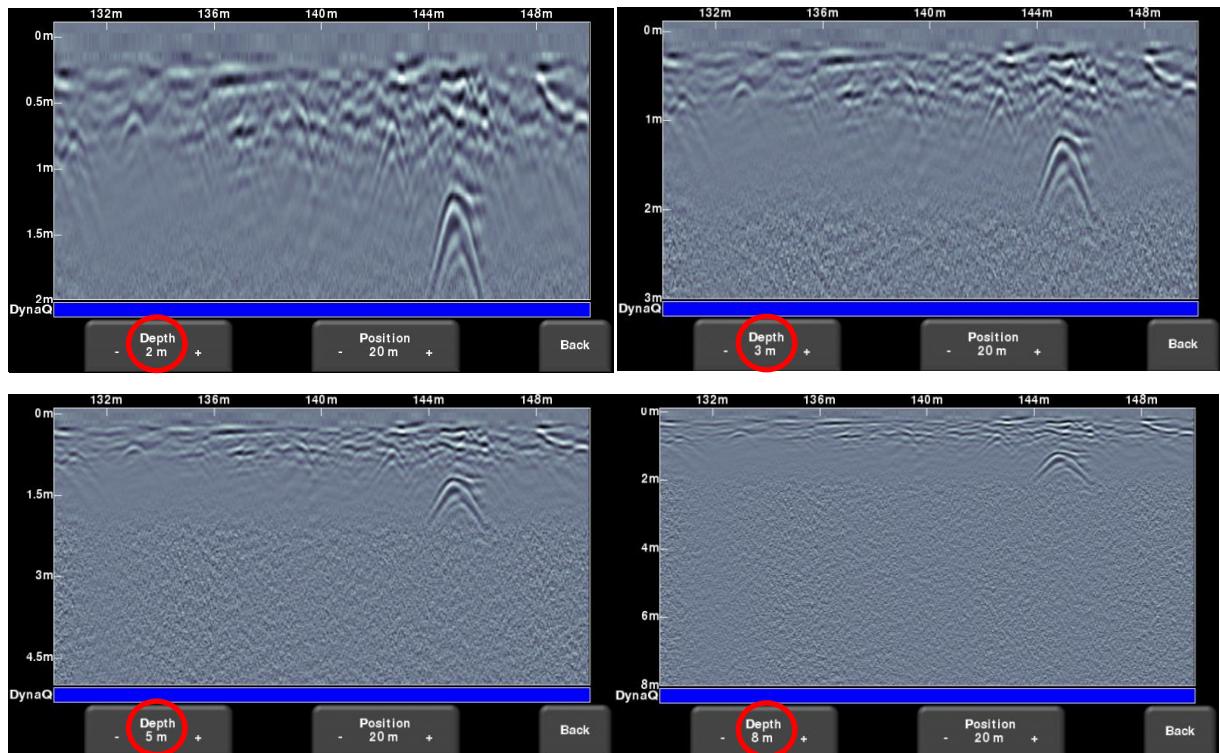 132m 136m 140m 144m 148m
0m
0.5m
1m
1.5m
2m
DynaQ
Depth Position
- 2 m + - 20 m + Back
132m 136m 140m 144m 148m
0m
1m
2m
3m
DynaQ
Depth Position
- 3 m + - 20 m + Back
132m 136m 140m 144m 148m
0m
1.5m
3m
4.5m
DynaQ
Depth Position
- 5 m + - 20 m + Back
132m 136m 140m 144m 148m
0m
2m
4m
6m
8m
DynaQ
Depth Position
- 8 m + - 20 m + Back